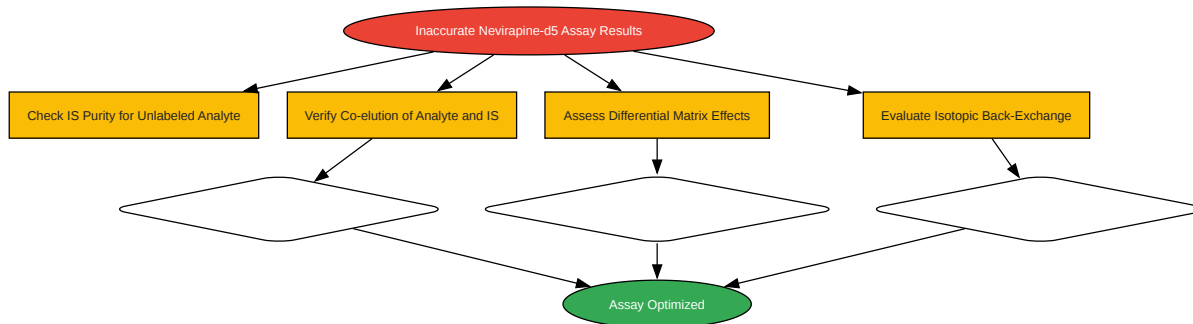 Inaccurate Nevirapine-d5 Assay Results
Check IS Purity for Unlabeled Analyte
Verify Co-elution of Analyte and IS
Assess Differential Matrix Effects
Evaluate Isotopic Back-Exchange
Assay Optimized